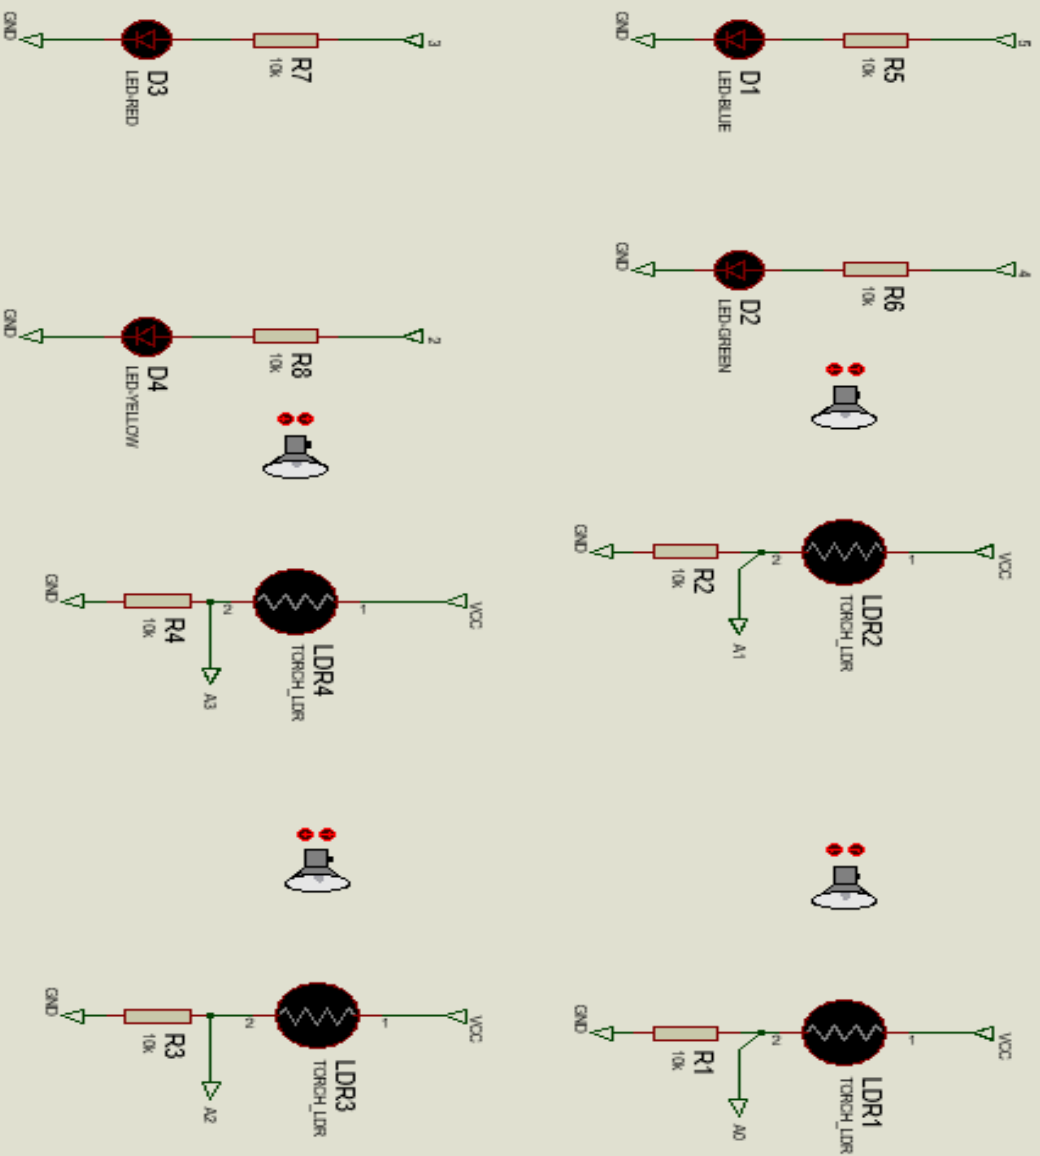 5
R5
10k
D1
LED-BLUE
GND
4
R6
10k
D2
LED-GREEN
GND
VCC
1
LDR2
TORCH_LDR
2
A1
R2
10k
GND
VCC
1
LDR1
TORCH_LDR
2
A0
R1
10k
GND
3
R7
10k
D3
LED-RED
GND
2
R8
10k
D4
LED-YELLOW
GND
VCC
1
LDR4
TORCH_LDR
2
A3
R4
10k
GND
VCC
1
LDR3
TORCH_LDR
2
A2
R3
10k
GND